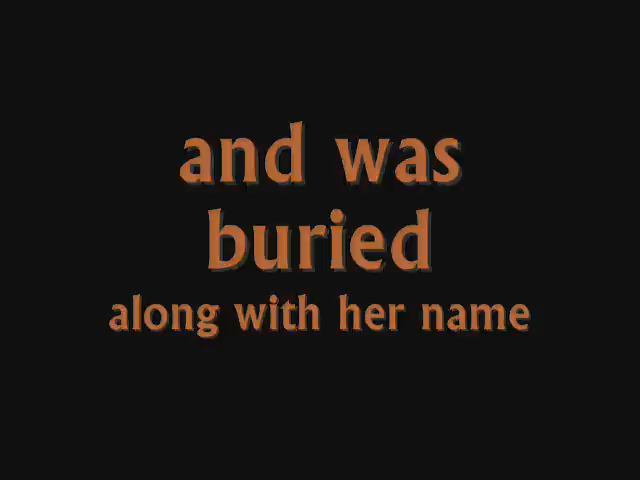 and was
buried
along with her name